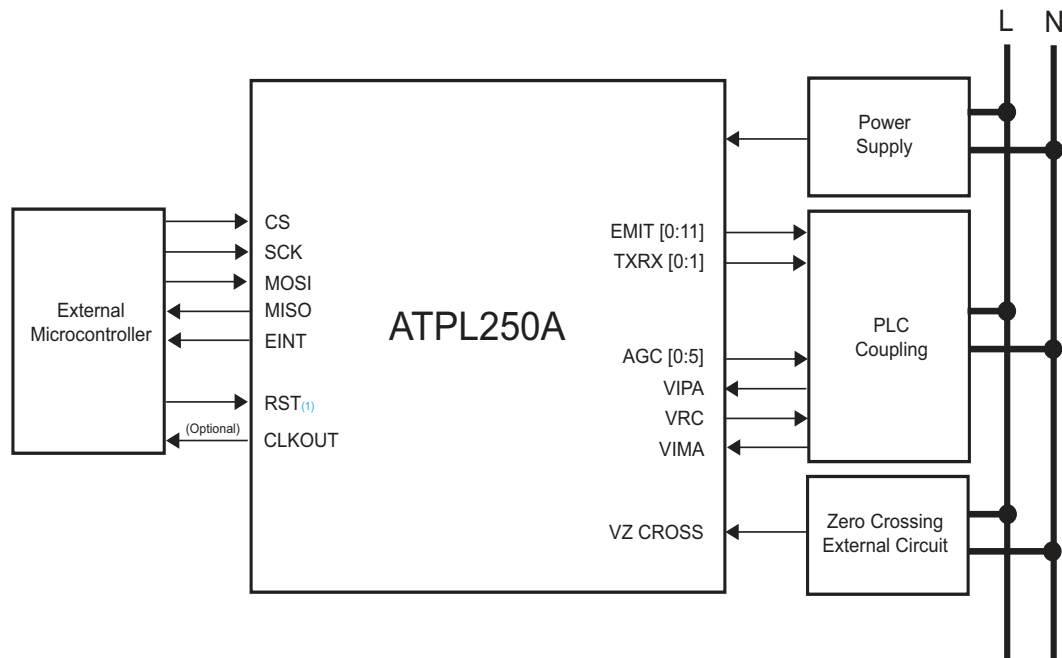 L N
Power
Supply
CS
SCK
MOSI
MISO
EINT
RST(1)
(Optional)
CLKOUT
External
Microcontroller
ATPL250A
EMIT [0:11]
TXRX [0:1]
AGC [0:5]
VIPA
VRC
VIMA
VZ CROSS
PLC
Coupling
Zero Crossing
External Circuit